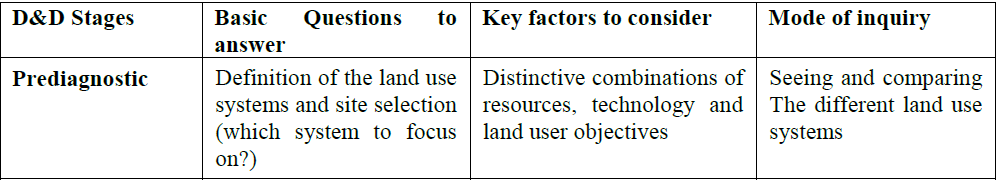 D&D Stages
Basic Questions to
answer
Key factors to consider
Mode of inquiry
Prediagnostic
Definition of the land use
systems and site selection
(which system to focus
on?)
Distinctive combinations of
resources, technology and
land user objectives
Seeing and comparing
The different land use
systems